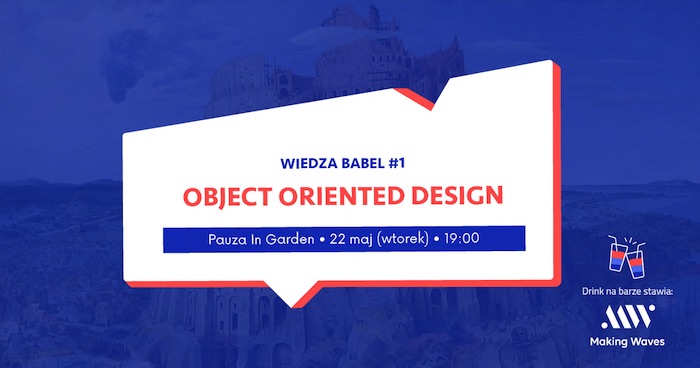 WIEDZA BABEL #1
OBJECT ORIENTED DESIGN
Pauza In Garden • 22 maj (wtorek) • 19:00
Drink na barze stawia:
MW
Making Waves